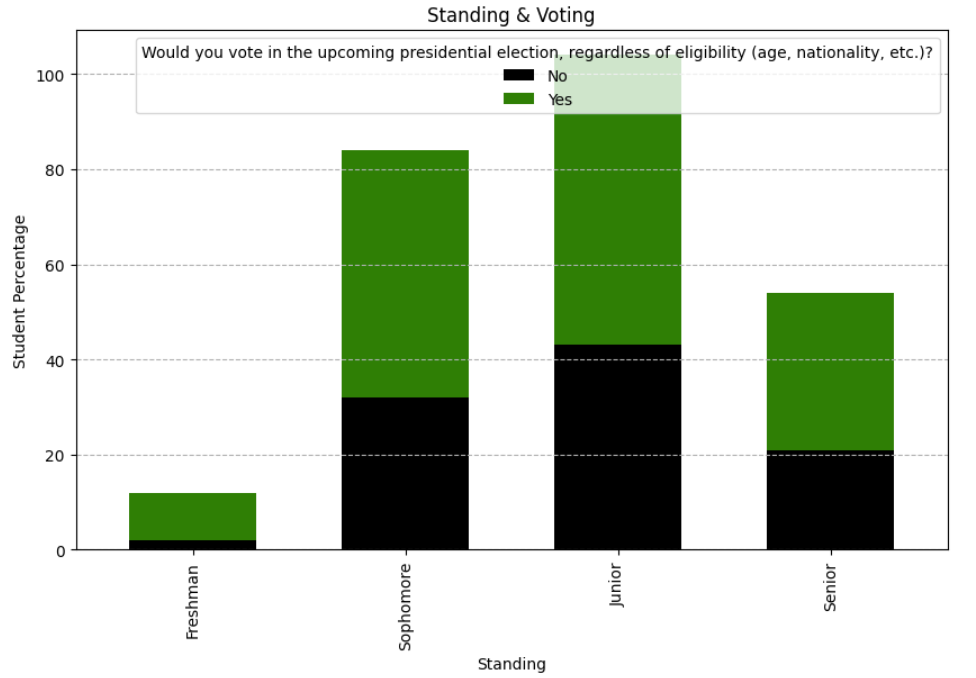 Standing & Voting
Would you vote in the upcoming presidential election, regardless of eligibility (age, nationality, etc.)?
No
Yes
Student Percentage
100
80
60
40
20
0
Freshman
Sophomore
Junior
Senior
Standing